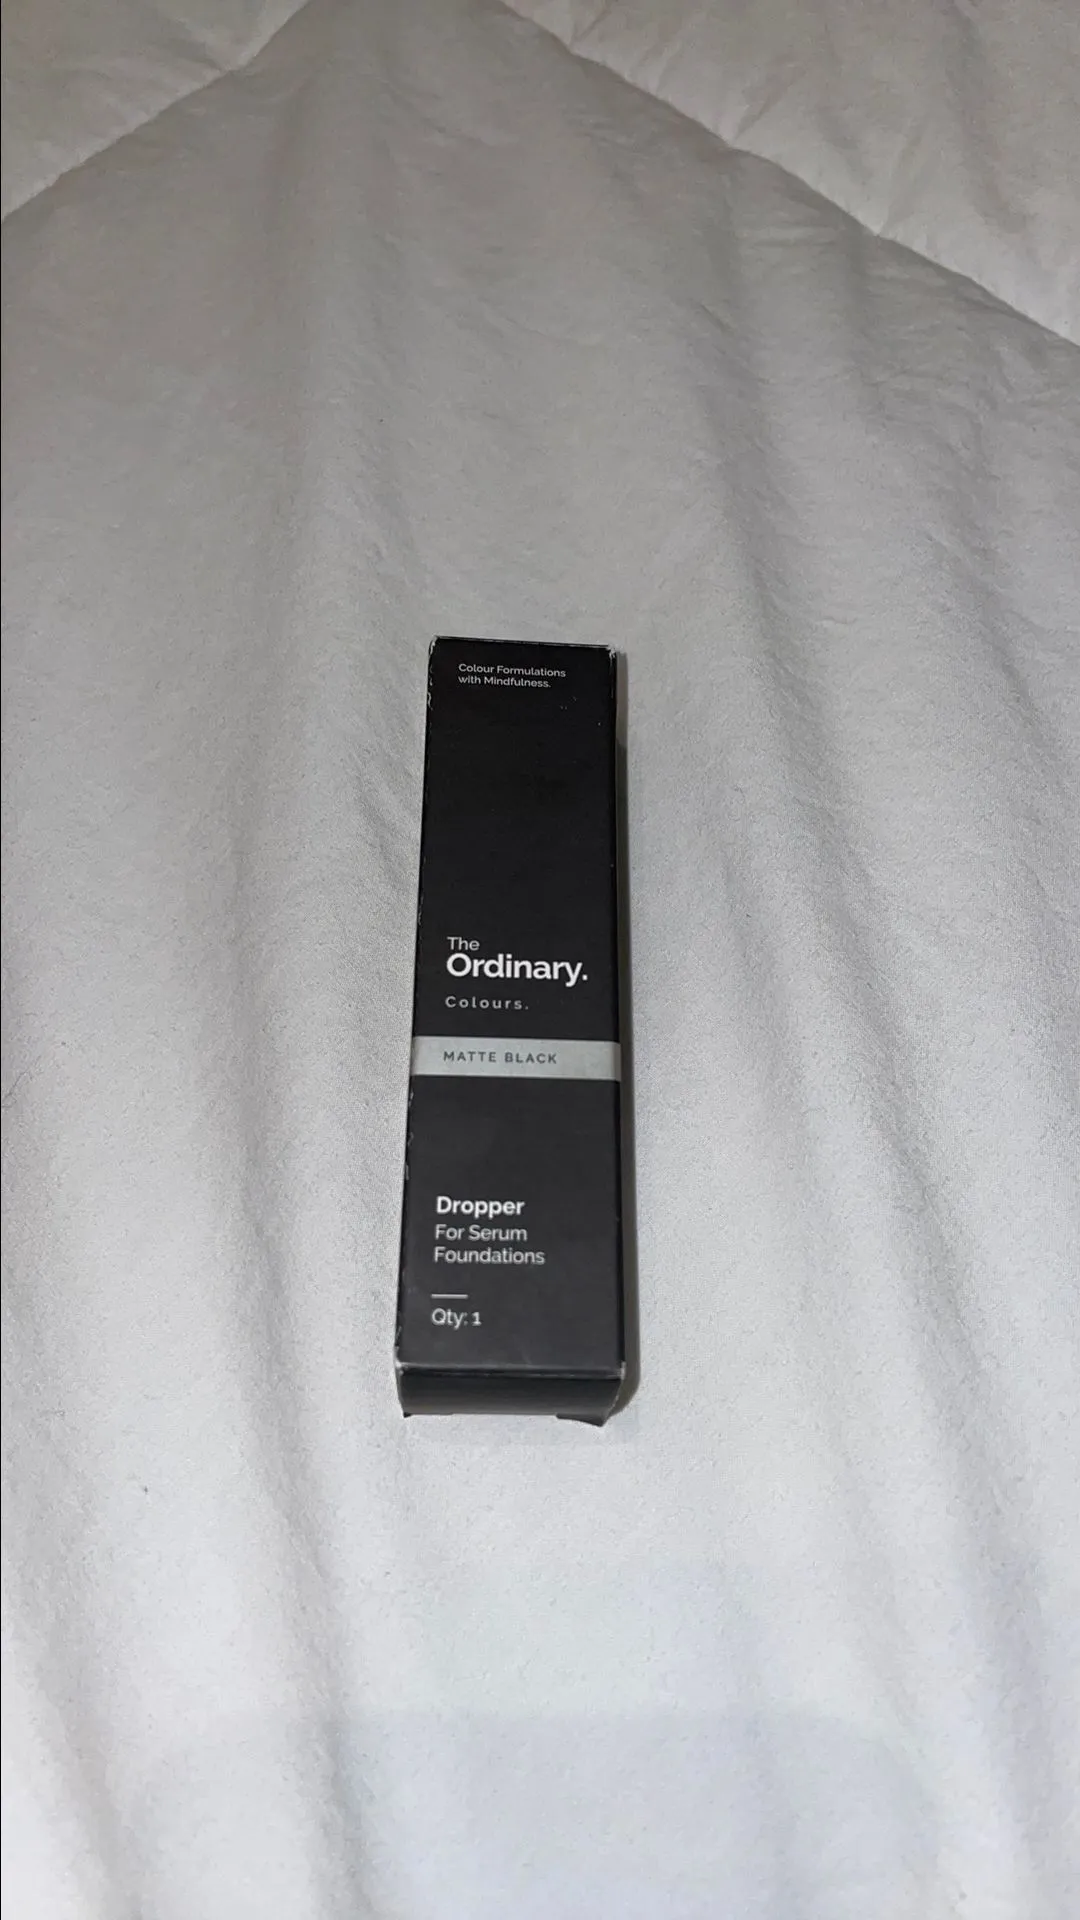 Colour Formulations
with Mindfulness.
The
Ordinary.
Colours.
MATTE BLACK
Dropper
For Serum
Foundations
Qty: 1